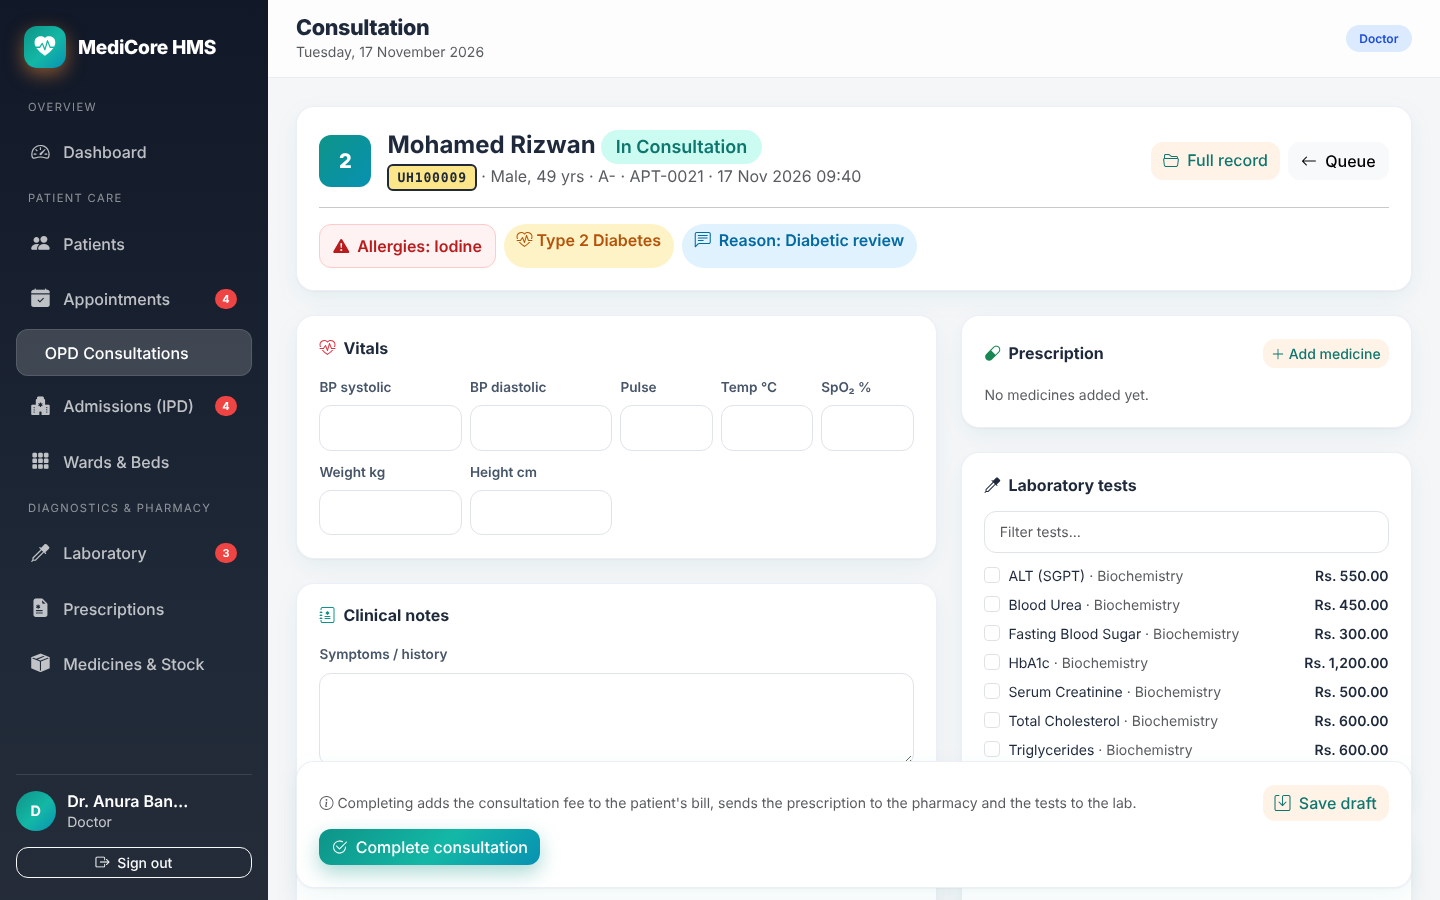 MediCore HMS
OVERVIEW
Dashboard
PATIENT CARE
Patients
Appointments 4
OPD Consultations
Admissions (IPD) 4
Wards & Beds
DIAGNOSTICS & PHARMACY
Laboratory 3
Prescriptions
Medicines & Stock
D
Dr. Anura Ban...
Doctor
Sign out
Consultation
Tuesday, 17 November 2026
Doctor
2
Mohamed Rizwan In Consultation
UH100009 · Male, 49 yrs · A- · APT-0021 · 17 Nov 2026 09:40
Full record
Queue
Allergies: Iodine
Type 2 Diabetes
Reason: Diabetic review
Vitals
BP systolic BP diastolic Pulse Temp °C SpO₂ %
Weight kg Height cm
Clinical notes
Symptoms / history
Prescription
+ Add medicine
No medicines added yet.
Laboratory tests
Filter tests...
ALT (SGPT) · Biochemistry Rs. 550.00
Blood Urea · Biochemistry Rs. 450.00
Fasting Blood Sugar · Biochemistry Rs. 300.00
HbA1c · Biochemistry Rs. 1,200.00
Serum Creatinine · Biochemistry Rs. 500.00
Total Cholesterol · Biochemistry Rs. 600.00
Triglycerides · Biochemistry Rs. 600.00
Completing adds the consultation fee to the patient's bill, sends the prescription to the pharmacy and the tests to the lab.
Save draft
Complete consultation